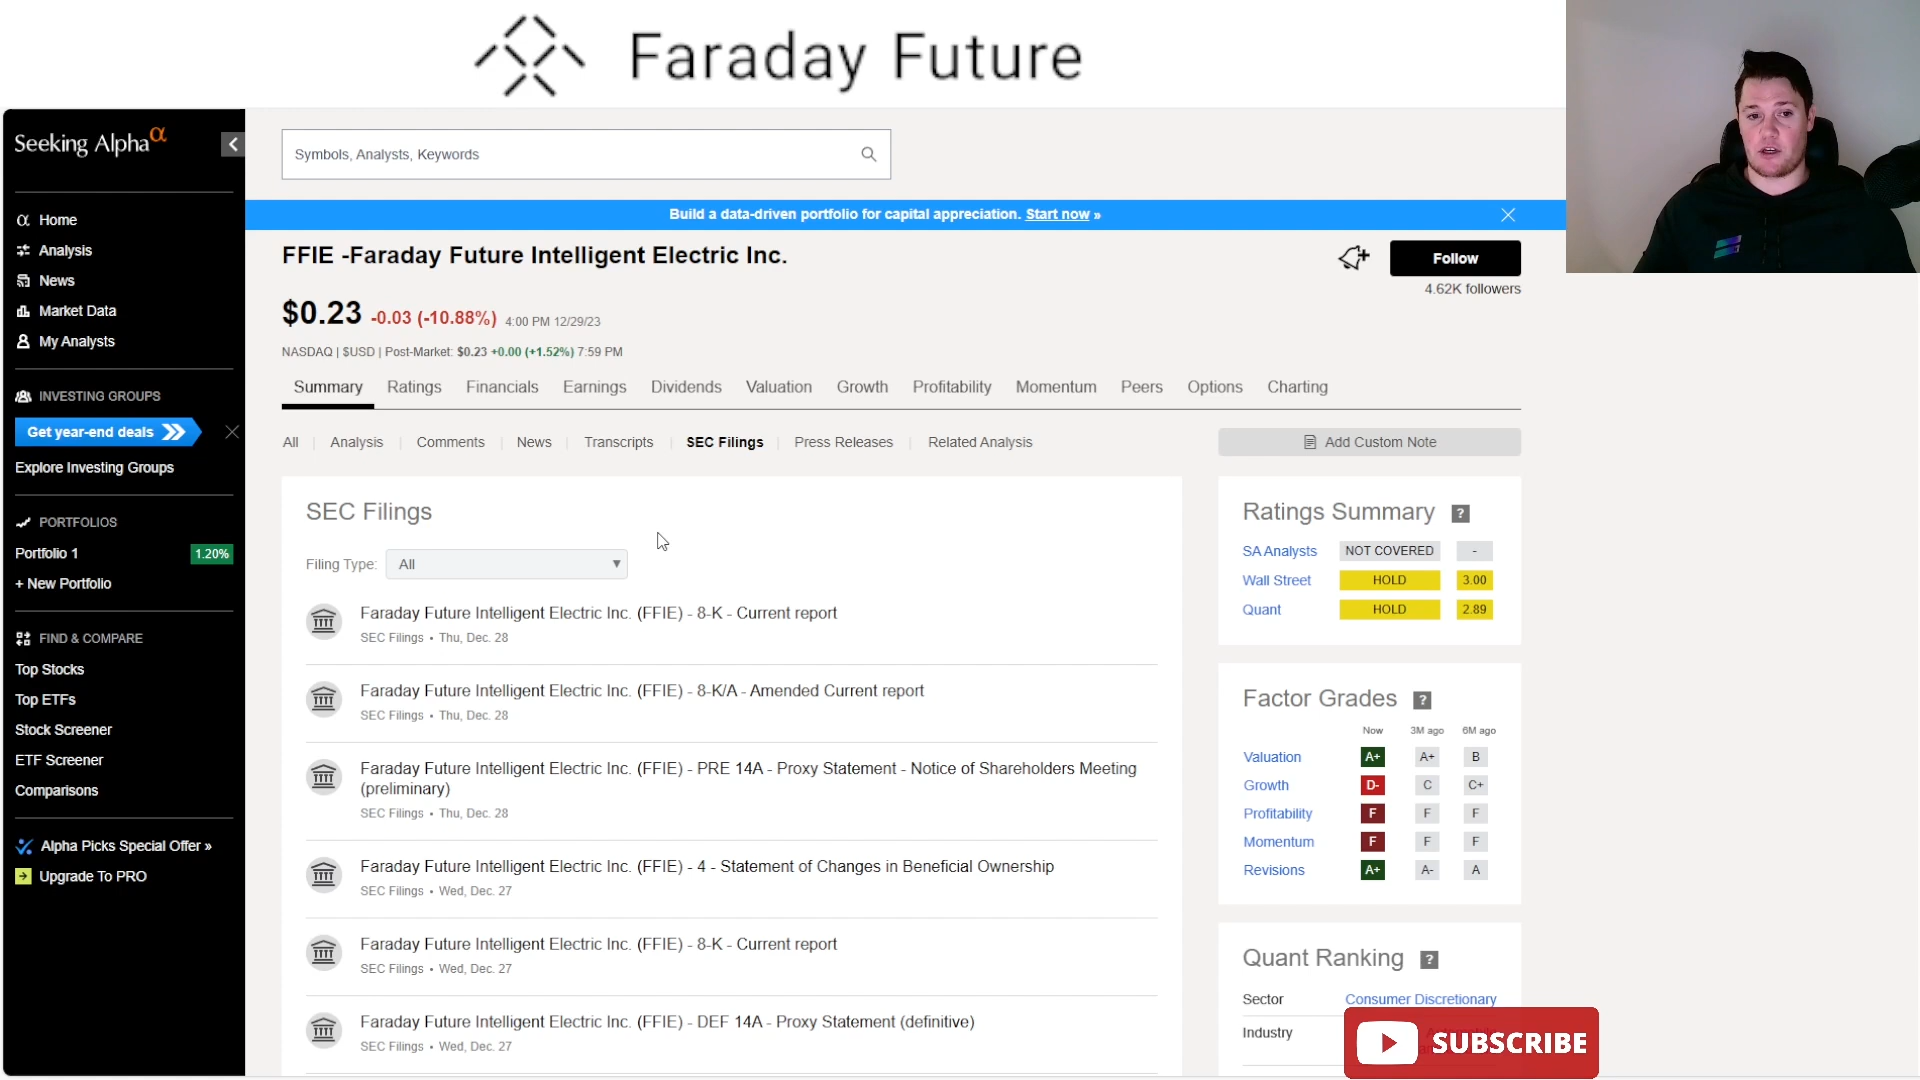 Faraday Future
Seeking Alpha α
Symbols, Analysts, Keywords
Home
Analysis
News
Market Data
My Analysts
INVESTING GROUPS
Get year-end deals
Explore Investing Groups
PORTFOLIOS
Portfolio 1 1.20%
+ New Portfolio
FIND & COMPARE
Top Stocks
Top ETFs
Stock Screener
ETF Screener
Comparisons
Alpha Picks Special Offer »
Upgrade To PRO
Build a data-driven portfolio for capital appreciation. Start now »
FFIE -Faraday Future Intelligent Electric Inc.
Follow
4.62K followers
$0.23 -0.03 (-10.88%) 4:00 PM 12/29/23
NASDAQ | $USD | Post-Market: $0.23 +0.00 (+1.52%) 7:59 PM
Summary Ratings Financials Earnings Dividends Valuation Growth Profitability Momentum Peers Options Charting
All | Analysis | Comments | News | Transcripts | SEC Filings | Press Releases | Related Analysis
Add Custom Note
SEC Filings
Filing Type: All
Faraday Future Intelligent Electric Inc. (FFIE) - 8-K - Current report
SEC Filings • Thu, Dec. 28
Faraday Future Intelligent Electric Inc. (FFIE) - 8-K/A - Amended Current report
SEC Filings • Thu, Dec. 28
Faraday Future Intelligent Electric Inc. (FFIE) - PRE 14A - Proxy Statement - Notice of Shareholders Meeting
(preliminary)
SEC Filings • Thu, Dec. 28
Faraday Future Intelligent Electric Inc. (FFIE) - 4 - Statement of Changes in Beneficial Ownership
SEC Filings • Wed, Dec. 27
Faraday Future Intelligent Electric Inc. (FFIE) - 8-K - Current report
SEC Filings • Wed, Dec. 27
Faraday Future Intelligent Electric Inc. (FFIE) - DEF 14A - Proxy Statement (definitive)
SEC Filings • Wed, Dec. 27
Ratings Summary ?
SA Analysts NOT COVERED -
Wall Street HOLD 3.00
Quant HOLD 2.89
Factor Grades ?
Now 3M ago 6M ago
Valuation A+ A+ B
Growth D- C C+
Profitability F F F
Momentum F F F
Revisions A+ A- A
Quant Ranking ?
Sector Consumer Discretionary
Industry
SUBSCRIBE